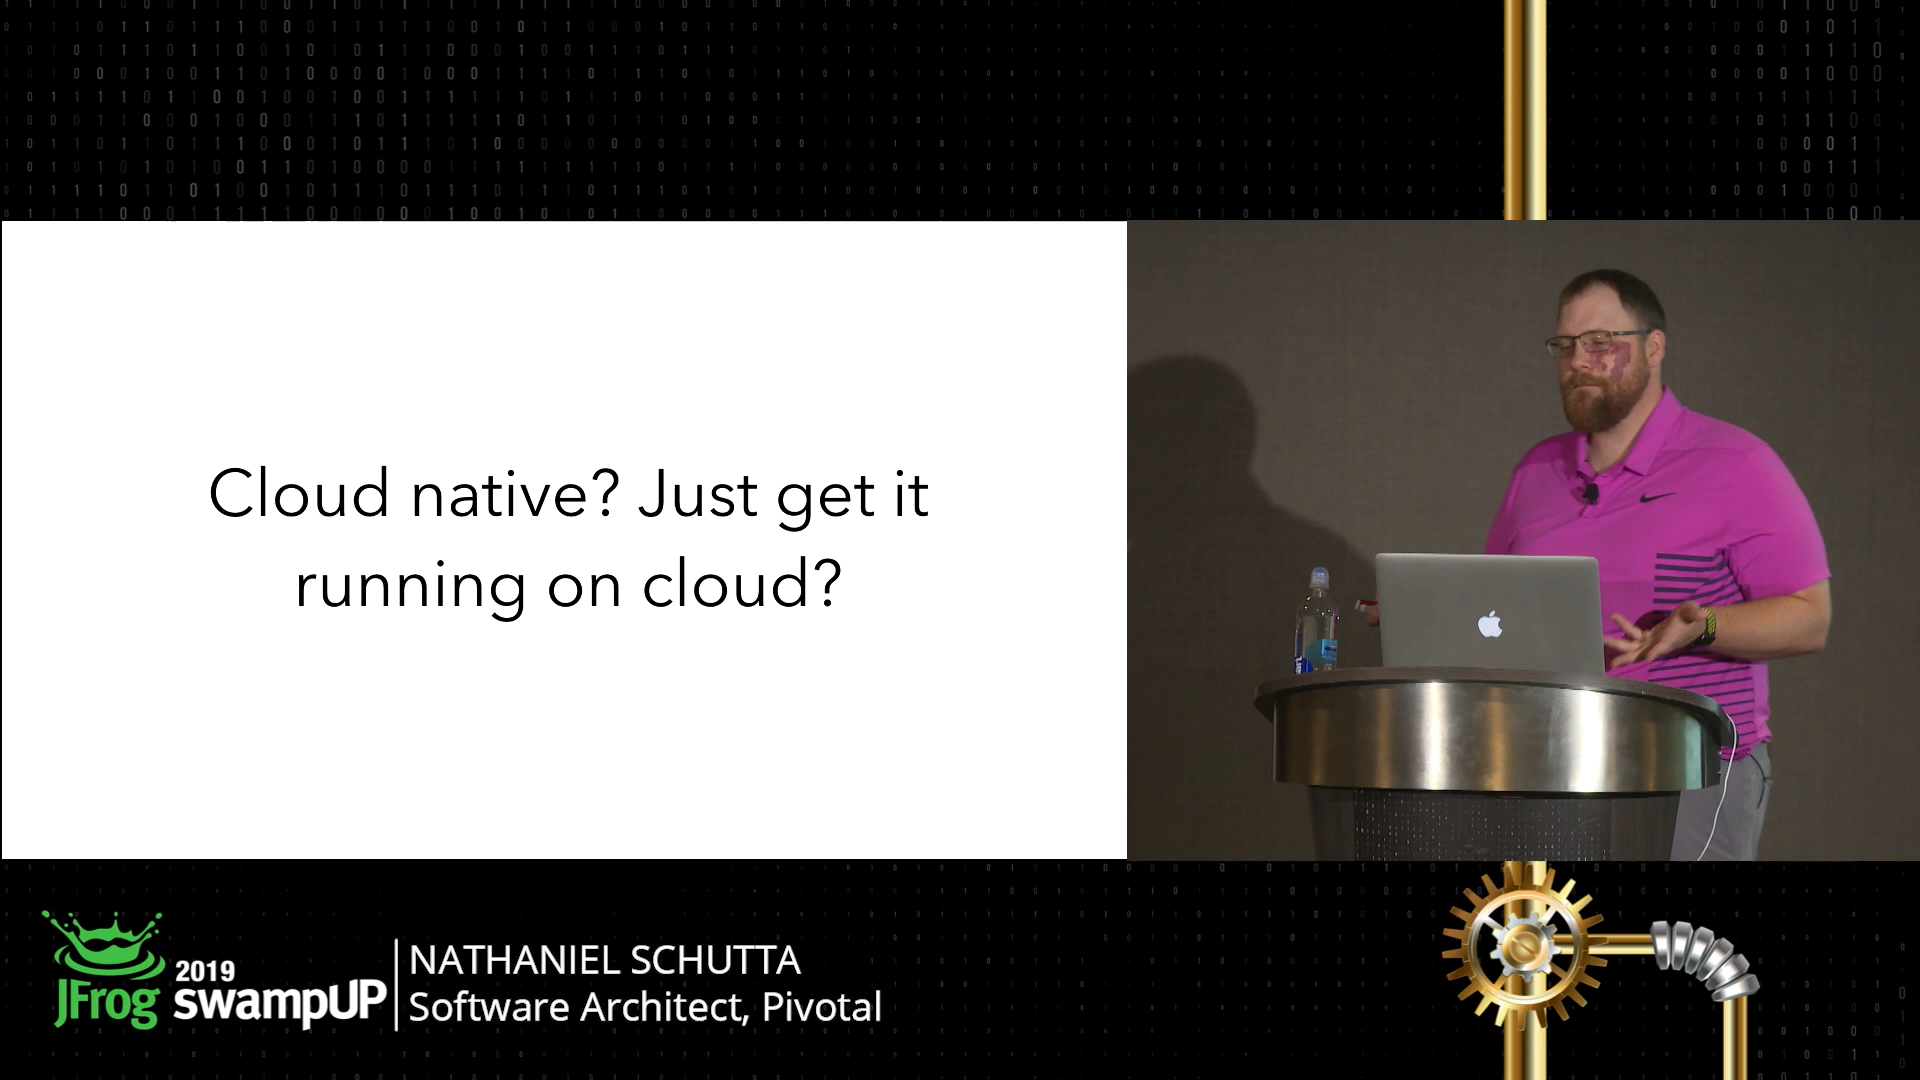 Cloud native? Just get it
running on cloud?
JFrog
2019
swampUP
NATHANIEL SCHUTTA
Software Architect, Pivotal